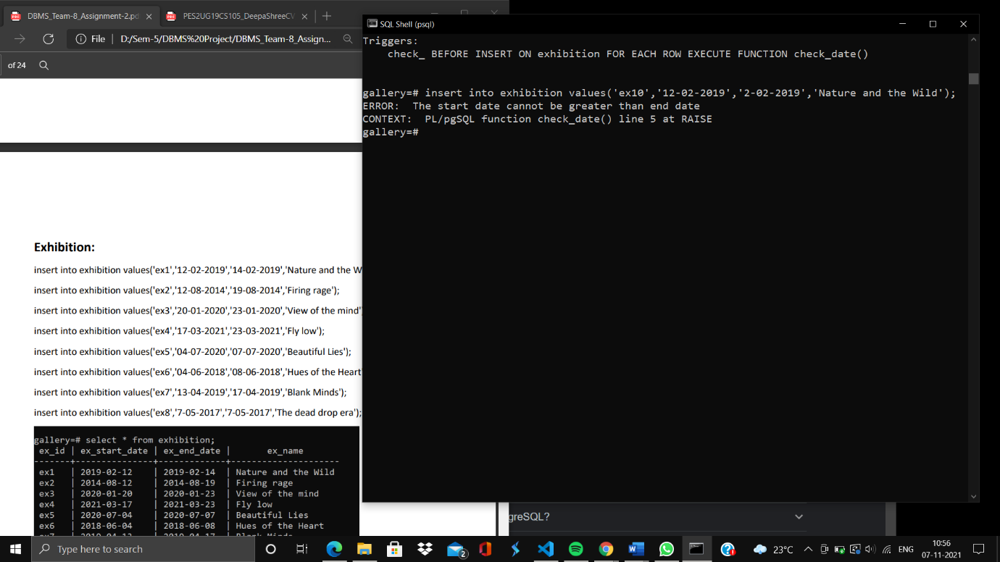 DBMS_Team-8_Assignment-2.pd
PES2UG19CS105_DeepaShreeCV
File
D:/Sem-5/DBMS%20Project/DBMS_Team-8_Assign...
of 24
Exhibition:
insert into exhibition values('ex1','12-02-2019','14-02-2019','Nature and the W
insert into exhibition values('ex2','12-08-2014','19-08-2014','Firing rage');
insert into exhibition values('ex3','20-01-2020','23-01-2020','View of the mind'
insert into exhibition values('ex4','17-03-2021','23-03-2021','Fly low');
insert into exhibition values('ex5','04-07-2020','07-07-2020','Beautiful Lies');
insert into exhibition values('ex6','04-06-2018','08-06-2018','Hues of the Heart'
insert into exhibition values('ex7','13-04-2019','17-04-2019','Blank Minds');
insert into exhibition values('ex8','7-05-2017','7-05-2017','The dead drop era');
gallery=# select * from exhibition;
ex_id | ex_start_date | ex_end_date | ex_name
-------+---------------+-------------+---------------------
ex1 | 2019-02-12 | 2019-02-14 | Nature and the Wild
ex2 | 2014-08-12 | 2014-08-19 | Firing rage
ex3 | 2020-01-20 | 2020-01-23 | View of the mind
ex4 | 2021-03-17 | 2021-03-23 | Fly low
ex5 | 2020-07-04 | 2020-07-07 | Beautiful Lies
ex6 | 2018-06-04 | 2018-06-08 | Hues of the Heart
SQL Shell (psql)
Triggers:
check_ BEFORE INSERT ON exhibition FOR EACH ROW EXECUTE FUNCTION check_date()
gallery=# insert into exhibition values('ex10','12-02-2019','2-02-2019','Nature and the Wild');
ERROR: The start date cannot be greater than end date
CONTEXT: PL/pgSQL function check_date() line 5 at RAISE
gallery=#
greSQL?
Type here to search
2
23°C
ENG
10:56
07-11-2021